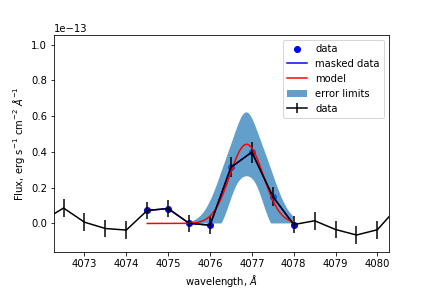 1e−13
data
masked data
model
error limits
data
1.0
0.8
0.6
0.4
0.2
0.0
Flux, erg s⁻¹ cm⁻² Å⁻¹
4073 4074 4075 4076 4077 4078 4079 4080
wavelength, Å